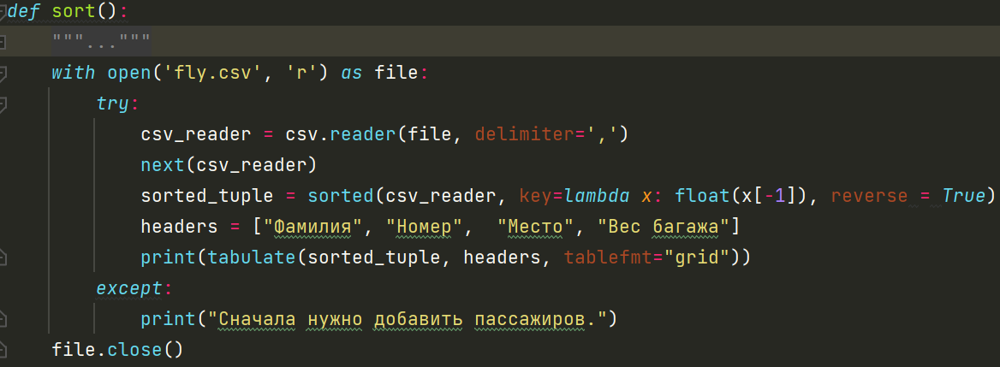 def sort():
"""..."""
with open('fly.csv', 'r') as file:
try:
csv_reader = csv.reader(file, delimiter=',')
next(csv_reader)
sorted_tuple = sorted(csv_reader, key=lambda x: float(x[-1]), reverse = True)
headers = ["Фамилия", "Номер",  "Место", "Вес багажа"]
print(tabulate(sorted_tuple, headers, tablefmt="grid"))
except:
print("Сначала нужно добавить пассажиров.")
file.close()